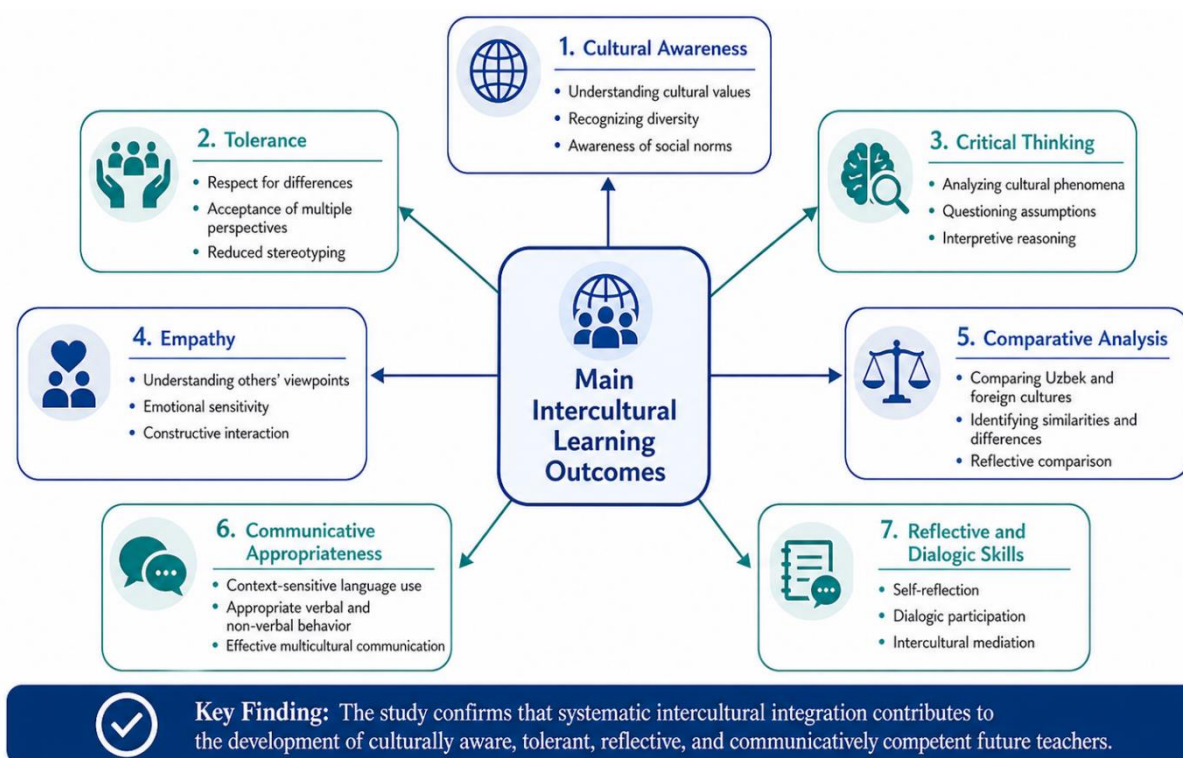 1. Cultural Awareness
• Understanding cultural values
• Recognizing diversity
• Awareness of social norms
2. Tolerance
• Respect for differences
• Acceptance of multiple
perspectives
• Reduced stereotyping
3. Critical Thinking
• Analyzing cultural phenomena
• Questioning assumptions
• Interpretive reasoning
Main
Intercultural
Learning
Outcomes
4. Empathy
• Understanding others' viewpoints
• Emotional sensitivity
• Constructive interaction
5. Comparative Analysis
• Comparing Uzbek and
foreign cultures
• Identifying similarities and
differences
• Reflective comparison
6. Communicative
Appropriateness
• Context-sensitive language use
• Appropriate verbal and
non-verbal behavior
• Effective multicultural communication
7. Reflective and
Dialogic Skills
• Self-reflection
• Dialogic participation
• Intercultural mediation
Key Finding: The study confirms that systematic intercultural integration contributes to
the development of culturally aware, tolerant, reflective, and communicatively competent future teachers.